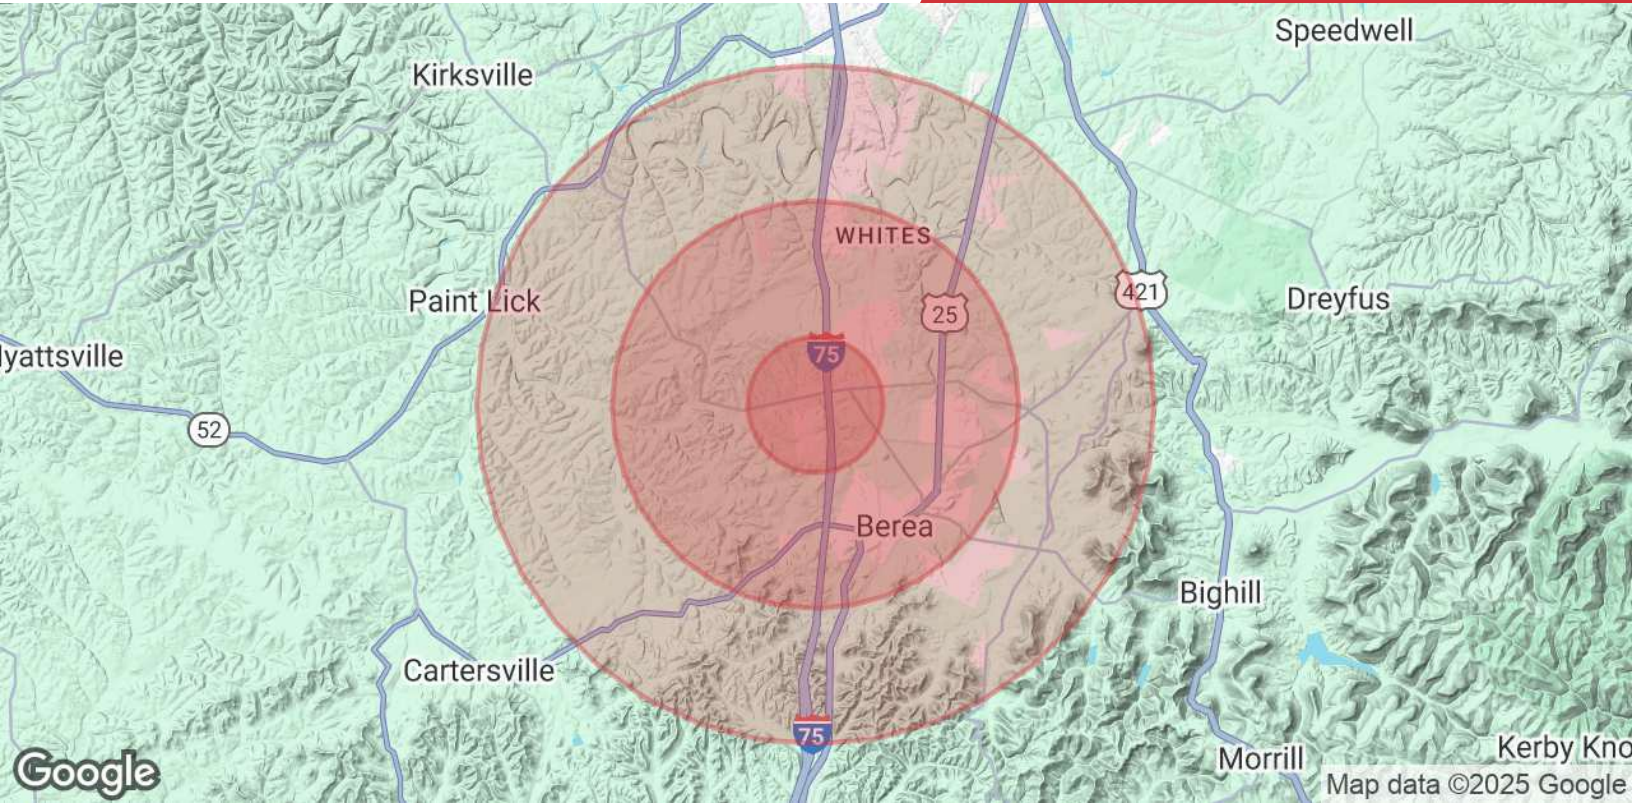 Speedwell
Kirksville
WHITES
421
Dreyfus
Paint Lick
25
75
lyattsville
52
Berea
Bighill
Cartersville
75
Kerby Kno
Morrill
Google
Map data ©2025 Google